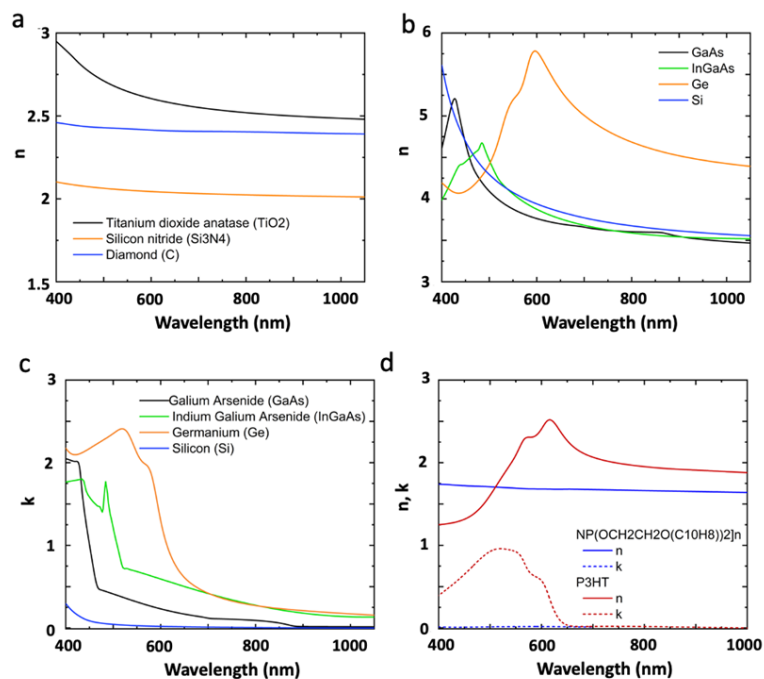 a
3
2.5
2
1.5
n
Titanium dioxide anatase (TiO2)
Silicon nitride (Si3N4)
Diamond (C)
400
600
800
1000
Wavelength (nm)
b
6
5
4
3
n
GaAs
InGaAs
Ge
Si
400
600
800
1000
Wavelength (nm)
c
3
2
1
0
k
Galium Arsenide (GaAs)
Indium Galium Arsenide (InGaAs)
Germanium (Ge)
Silicon (Si)
400
600
800
1000
Wavelength (nm)
d
3
2
1
0
n, k
NP(OCH2CH2O(C10H8))2]n
n
k
P3HT
n
k
400
600
800
1000
Wavelength (nm)